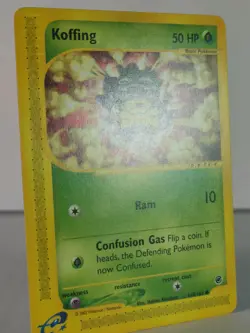 Koffing 50 HP
Basic Pokémon
Ram 10
Confusion Gas Flip a coin. If
heads, the Defending Pokémon is
now Confused.
weakness
resistance
retreat cost